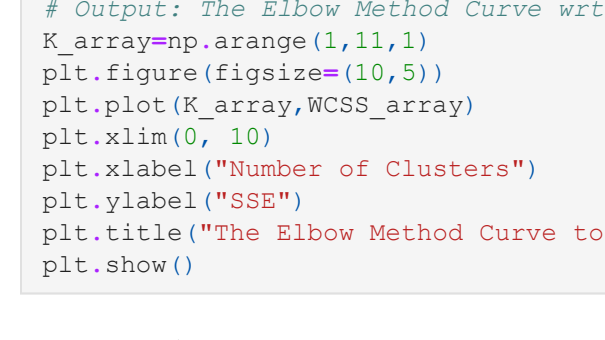 # Output: The Elbow Method Curve wrt
K_array=np.arange(1,11,1)
plt.figure(figsize=(10,5))
plt.plot(K_array,WCSS_array)
plt.xlim(0, 10)
plt.xlabel("Number of Clusters")
plt.ylabel("SSE")
plt.title("The Elbow Method Curve to
plt.show()